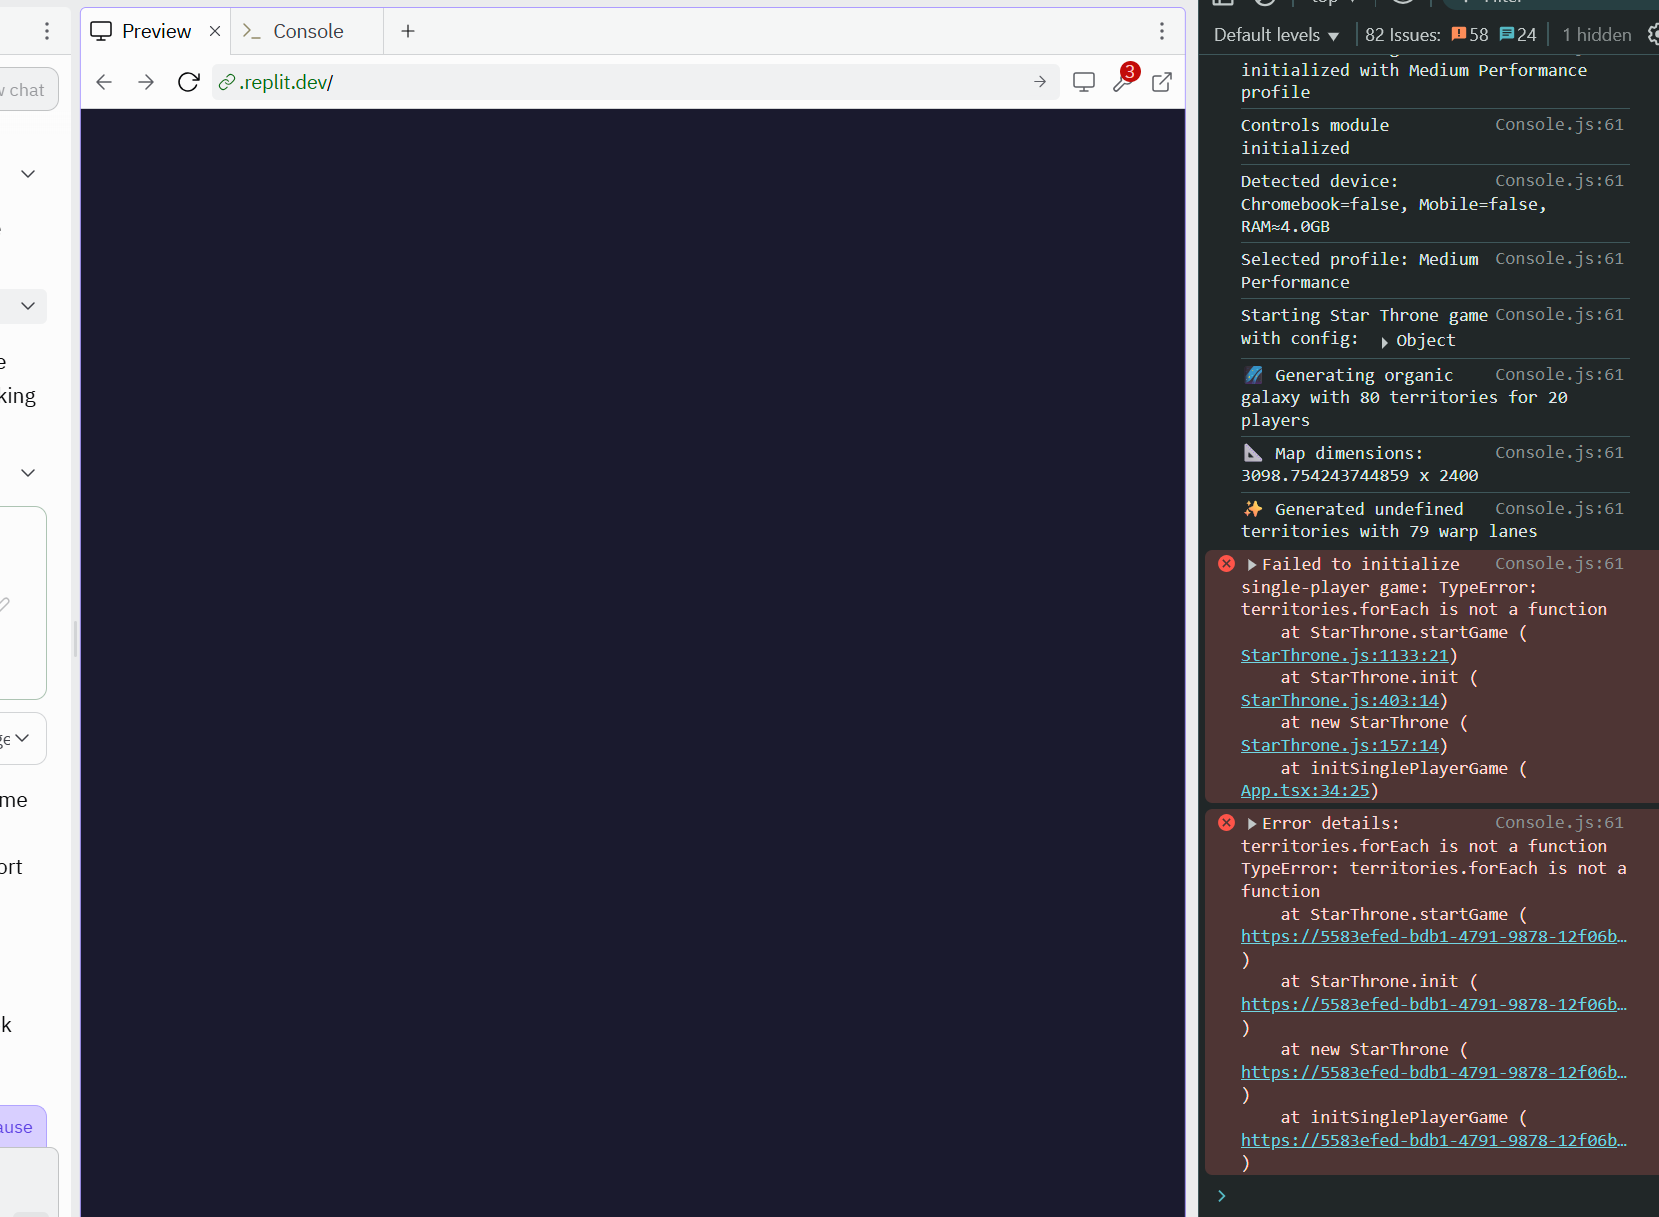 Preview
Console
.replit.dev/
3
chat
king
me
ort
k
Default levels
82 Issues: 58 24
1 hidden
initialized with Medium Performance
profile
Controls module Console.js:61
initialized
Detected device: Console.js:61
Chromebook=false, Mobile=false,
RAM≈4.0GB
Selected profile: Medium Console.js:61
Performance
Starting Star Throne game Console.js:61
with config: Object
Generating organic Console.js:61
galaxy with 80 territories for 20
players
Map dimensions: Console.js:61
3098.754243744859 x 2400
Generated undefined Console.js:61
territories with 79 warp lanes
Failed to initialize Console.js:61
single-player game: TypeError:
territories.forEach is not a function
at StarThrone.startGame (
StarThrone.js:1133:21)
at StarThrone.init (
StarThrone.js:403:14)
at new StarThrone (
StarThrone.js:157:14)
at initSinglePlayerGame (
App.tsx:34:25)
Error details: Console.js:61
territories.forEach is not a function
TypeError: territories.forEach is not a
function
at StarThrone.startGame (
https://5583efed-bdb1-4791-9878-12f06b…
)
at StarThrone.init (
https://5583efed-bdb1-4791-9878-12f06b…
)
at new StarThrone (
https://5583efed-bdb1-4791-9878-12f06b…
)
at initSinglePlayerGame (
https://5583efed-bdb1-4791-9878-12f06b…
)